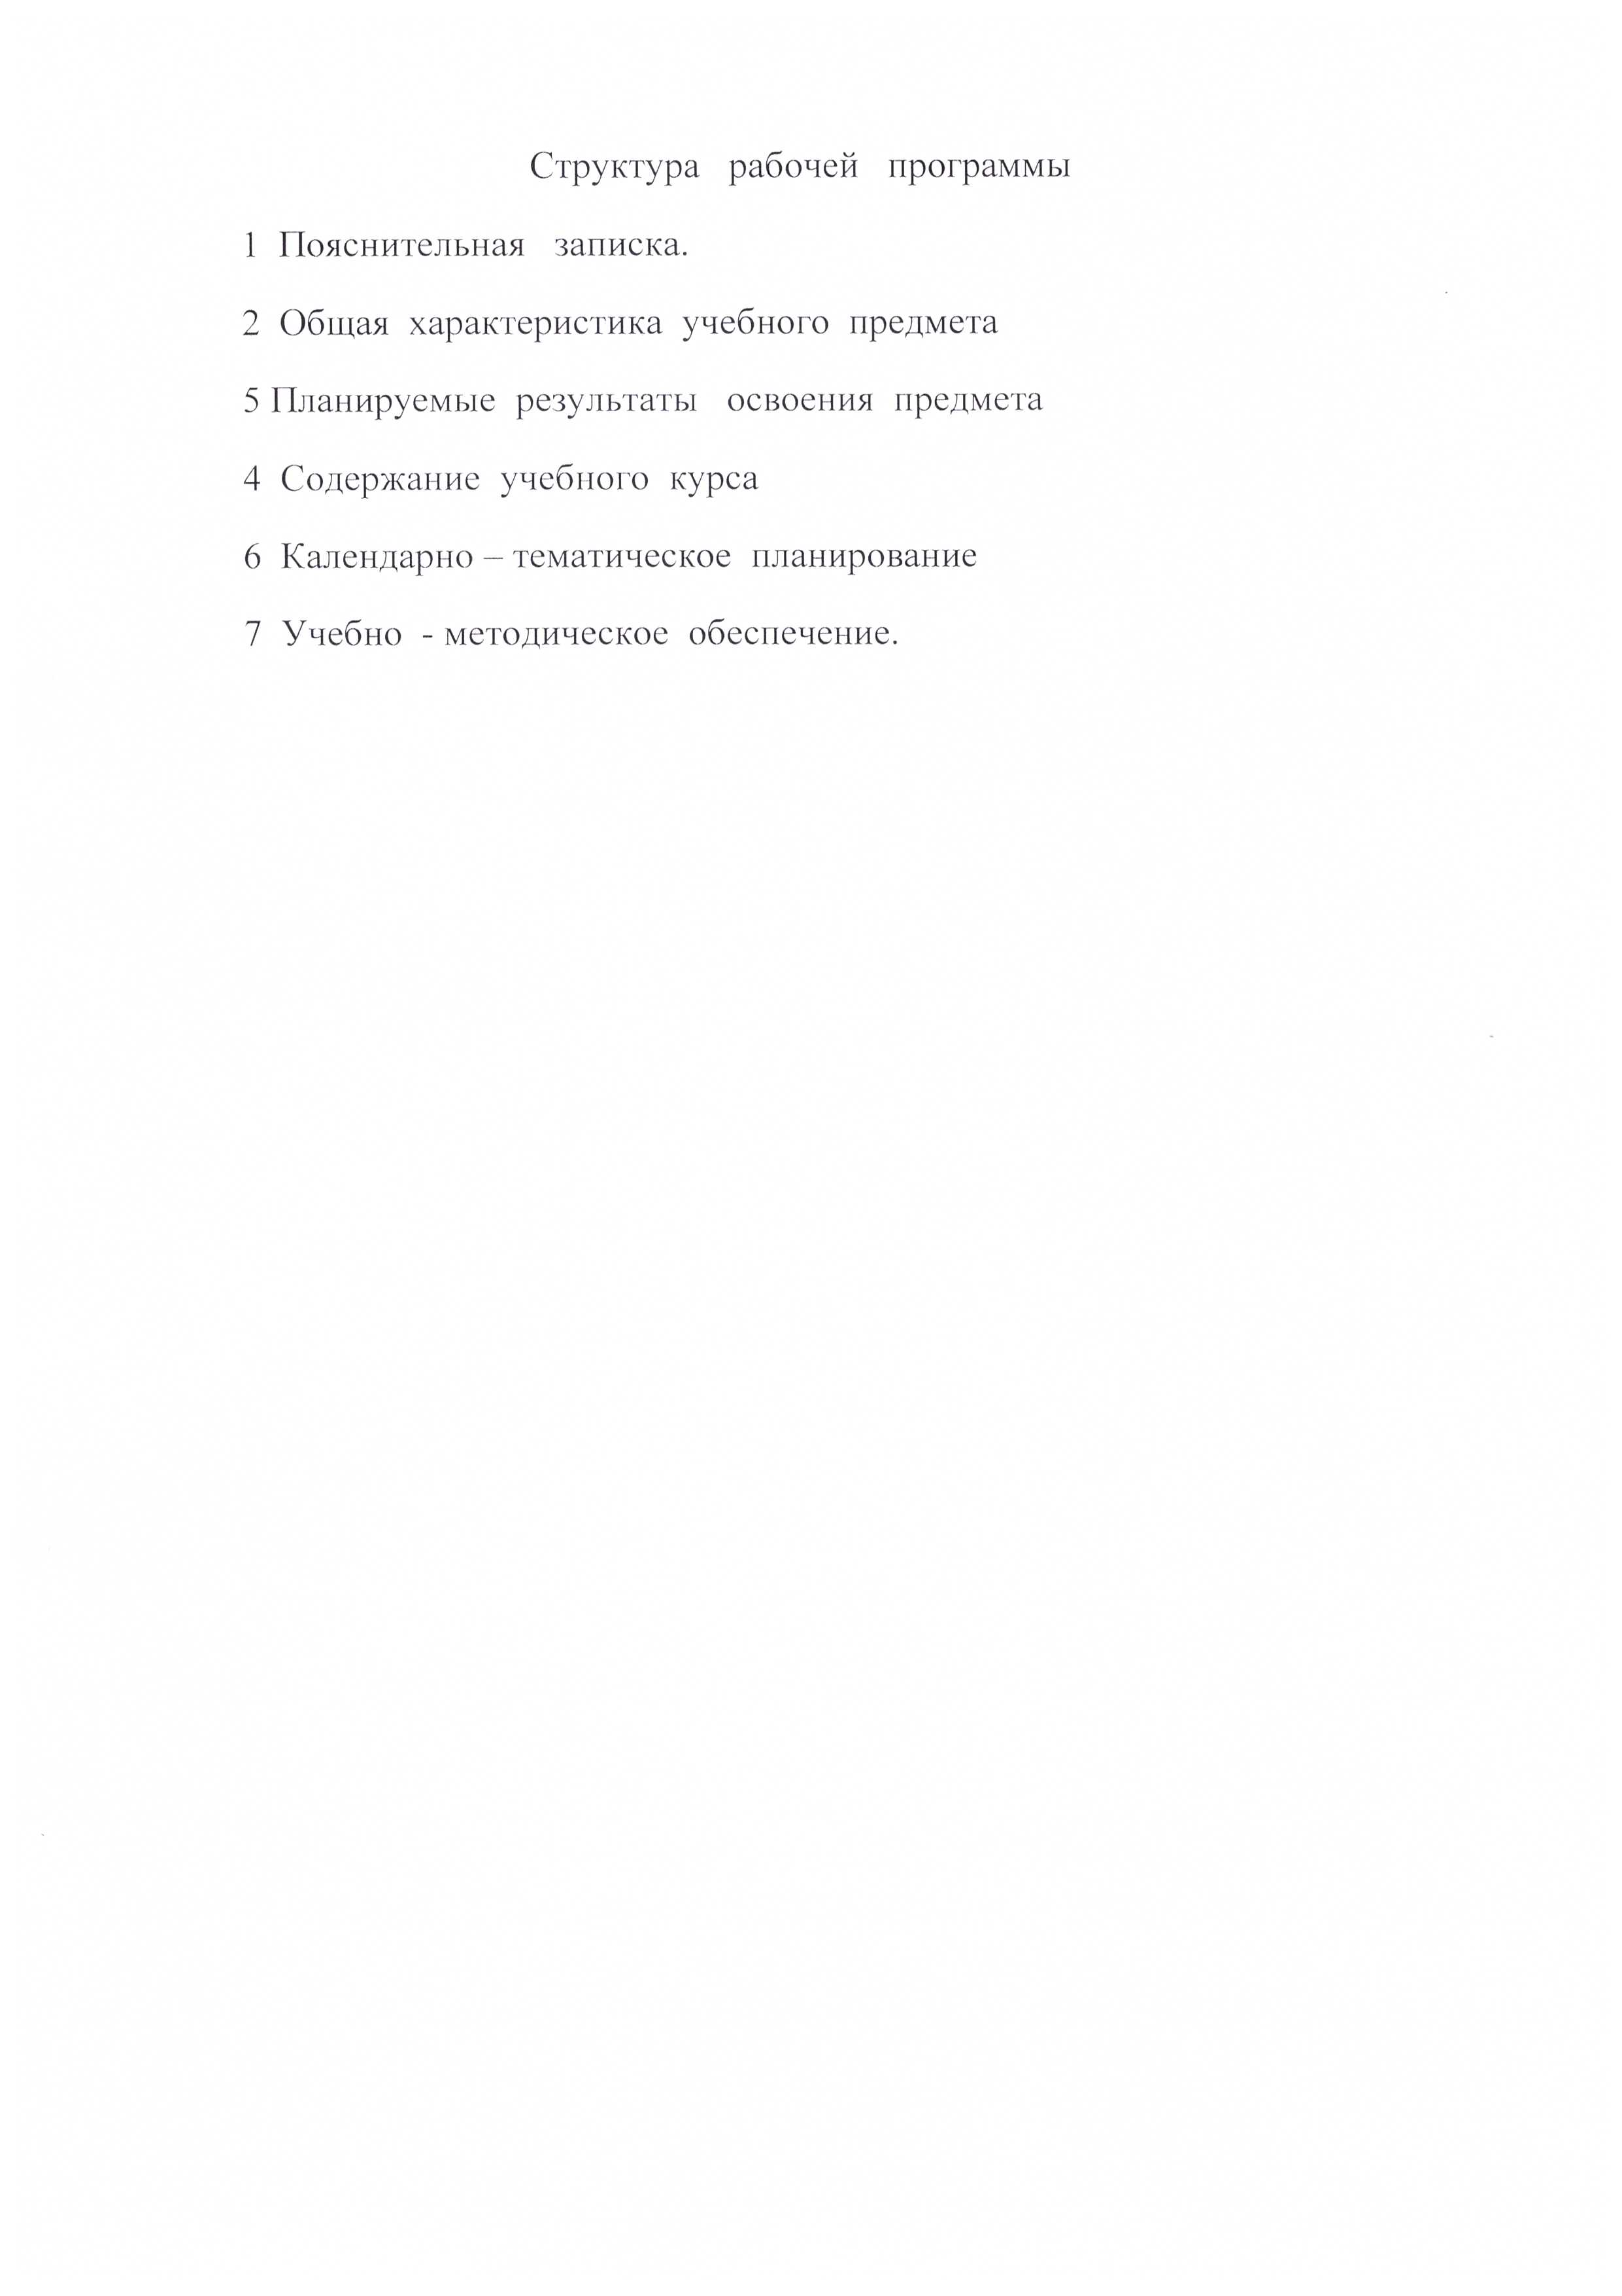 Структура рабочей программы
1 Пояснительная записка.
2 Общая характеристика учебного предмета
5 Планируемые результаты освоения предмета
4 Содержание учебного курса
6 Календарно – тематическое планирование
7 Учебно - методическое обеспечение.